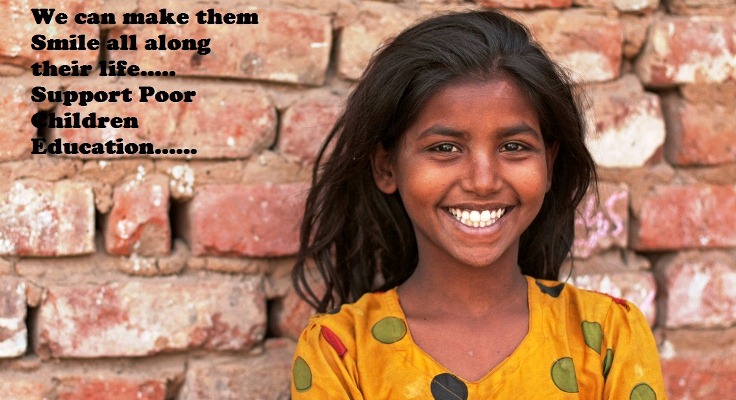 We can make them
Smile all along
their life.....
Support Poor
Children
Education......